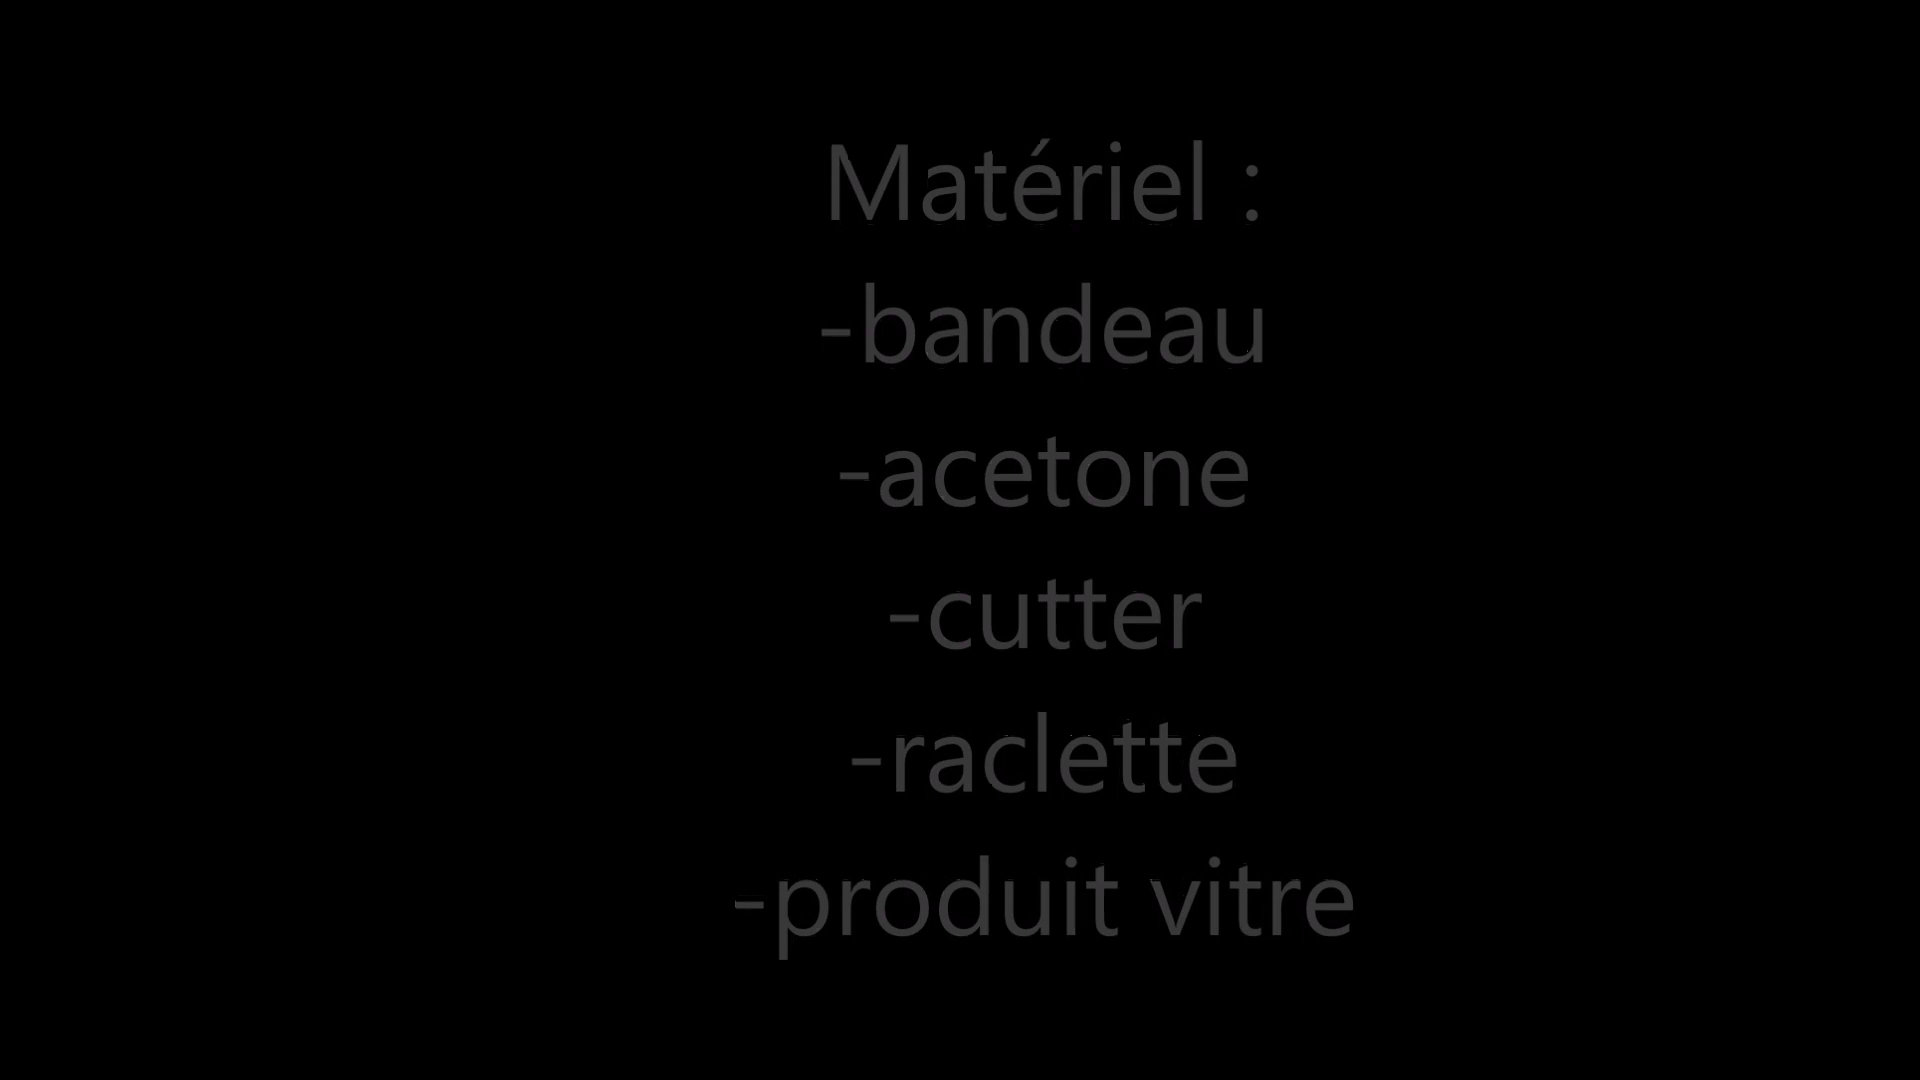 Matériel :
-bandeau
-acetone
-cutter
-raclette
-produit vitre